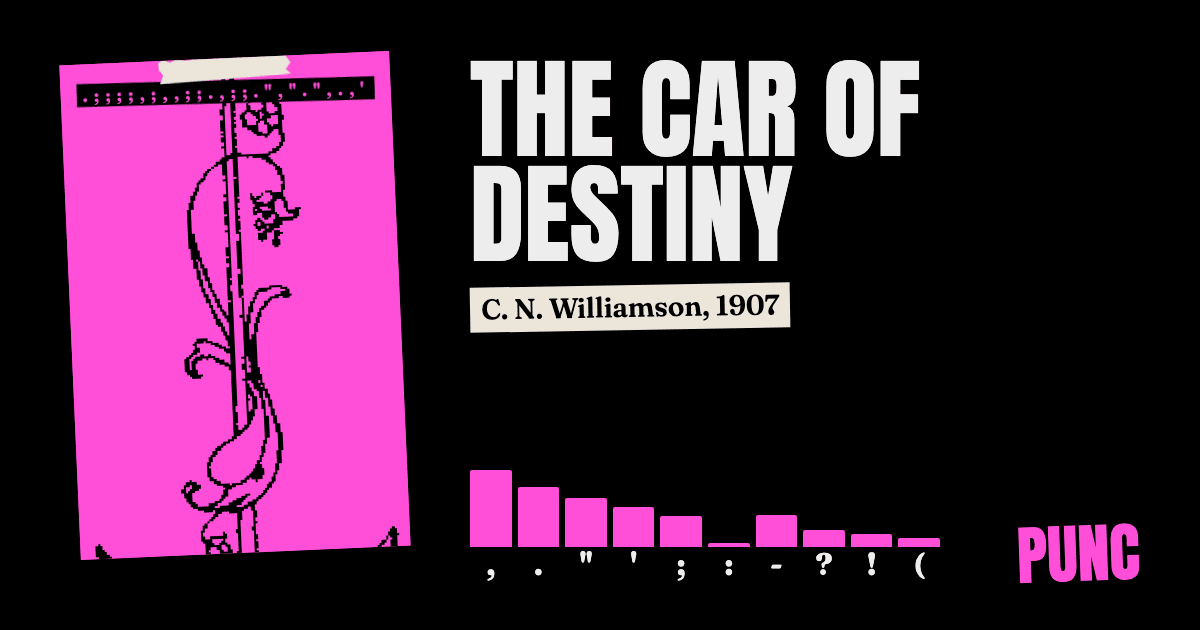 .;;;;,;,,;;.,;;.",".",.,'
THE CAR OF
DESTINY
C. N. Williamson, 1907
, . " ' ; : - ? ! (
PUNC